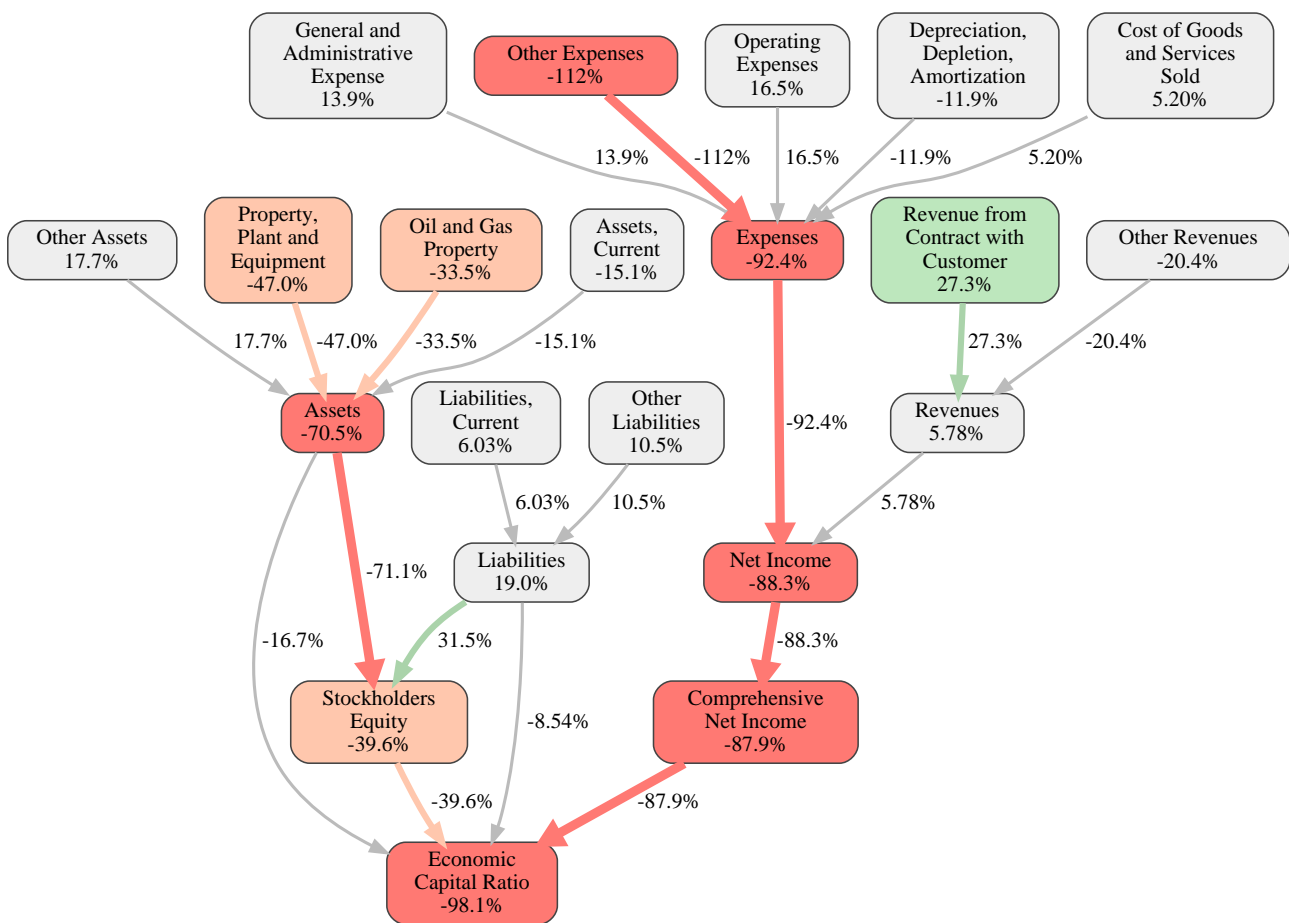 General and
Administrative
Expense
13.9%
Other Expenses
-112%
Operating
Expenses
16.5%
Depreciation,
Depletion,
Amortization
-11.9%
Cost of Goods
and Services
Sold
5.20%
13.9%
-112%
16.5%
-11.9%
5.20%
Other Assets
17.7%
Property,
Plant and
Equipment
-47.0%
Oil and Gas
Property
-33.5%
Assets,
Current
-15.1%
Expenses
-92.4%
Revenue from
Contract with
Customer
27.3%
Other Revenues
-20.4%
17.7%
-47.0%
-33.5%
-15.1%
27.3%
-20.4%
Assets
-70.5%
Liabilities,
Current
6.03%
Other
Liabilities
10.5%
-92.4%
Revenues
5.78%
6.03%
10.5%
5.78%
-71.1%
Liabilities
19.0%
Net Income
-88.3%
-16.7%
31.5%
-88.3%
Stockholders
Equity
-39.6%
-8.54%
Comprehensive
Net Income
-87.9%
-39.6%
-87.9%
Economic
Capital Ratio
-98.1%